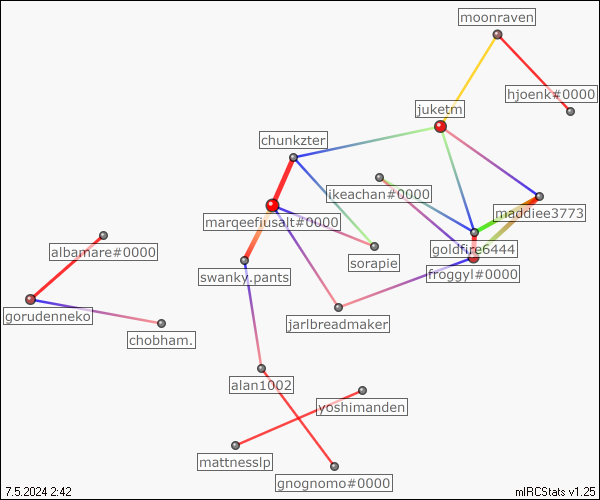 moonraven
hjoenk#0000
juketm
chunkzter
likeachan#0000
maddiee3773
marqeefiusalt#0000
albamare#0000
goldfire6444
sorapie
froggyl#0000
swanky.pants
gorudenneko
jarlbreadmaker
chobham.
alan1002
yoshimanden
mattnesslp
gnognomo#0000
7.5.2024 2:42
mIRCStats v1.25